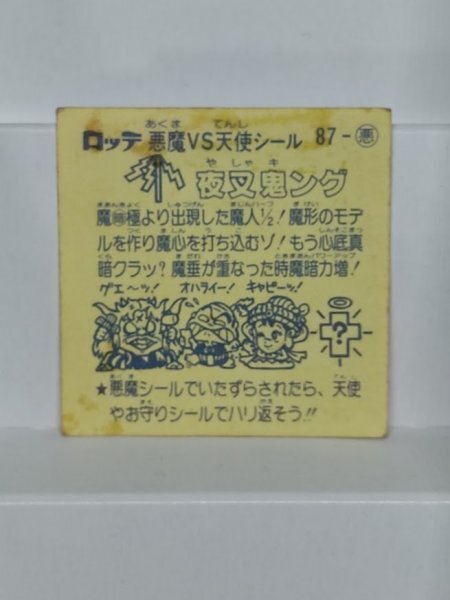 ロッテ 悪魔VS天使シール 87-悪
夜叉鬼ング
魔暗極より出現した魔人½!魔形のモデ
ルを作り魔心を打ち込むゾ!もう心底真
暗クラッ?魔垂が重なった時魔暗力増!
ゲエ〜ッ! オハライー! キャピーッ!
?
★悪魔シールでいたずらされたら、天使
やお守りシールでハリ返そう!!